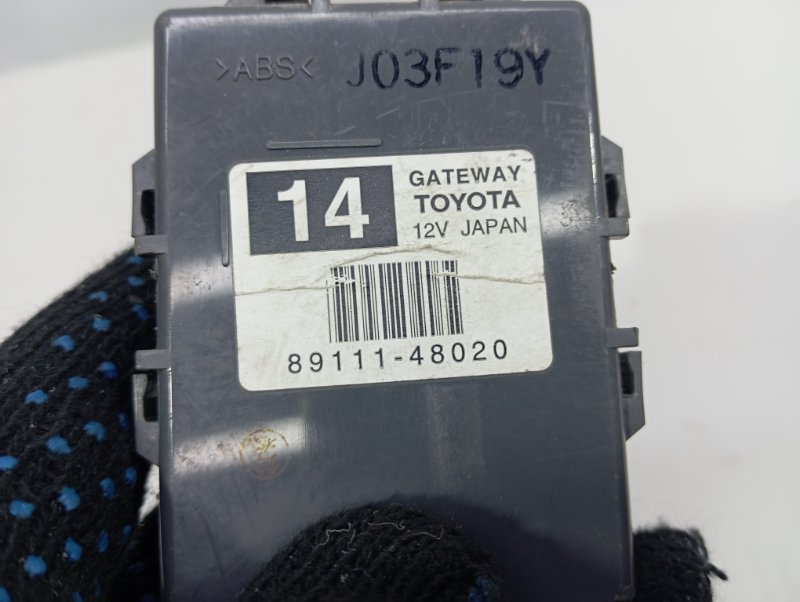 >ABS< J03F19Y
14
GATEWAY
TOYOTA
12V JAPAN
89111-48020